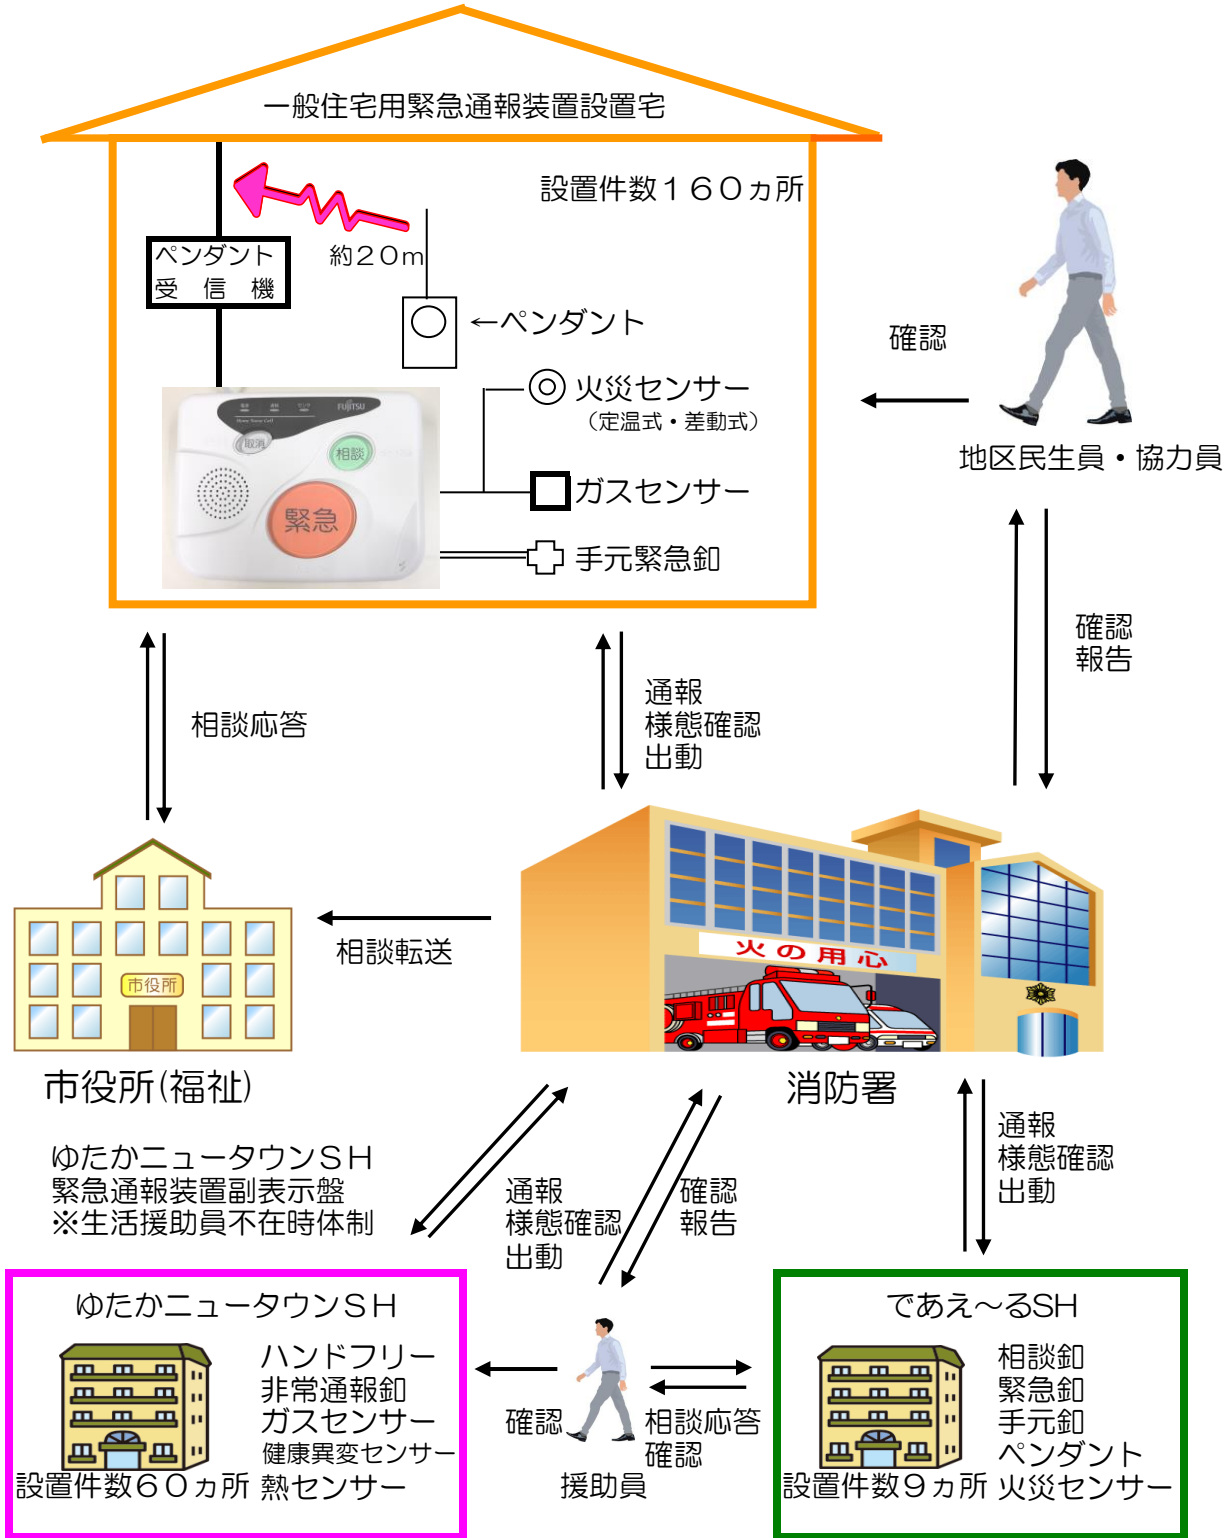 一般住宅用緊急通報装置設置宅
設置件数１６０ヵ所
ペンダント
受 信 機
約２０ｍ
←ペンダント
火災センサー
（定温式・差動式）
ガスセンサー
手元緊急釦
FUJITSU
Home Nurse Call
取消
相談
緊急
確認
地区民生員・協力員
確認
報告
相談応答
通報
様態確認
出動
相談転送
市役所
火の用心
市役所(福祉)
消防署
ゆたかニュータウンＳＨ
緊急通報装置副表示盤
※生活援助員不在時体制
通報
様態確認
出動
確認
報告
通報
様態確認
出動
ゆたかニュータウンＳＨ
ハンドフリー
非常通報釦
ガスセンサー
健康異変センサー
熱センサー
設置件数６０ヵ所
確認
援助員
相談応答
確認
であえ～るSH
相談釦
緊急釦
手元釦
ペンダント
火災センサー
設置件数９ヵ所